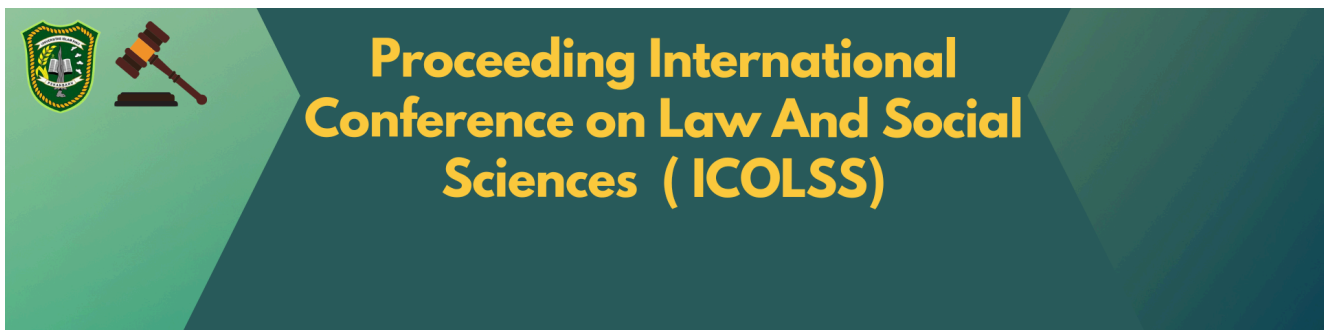 Proceeding International
Conference on Law And Social
Sciences ( ICOLSS)